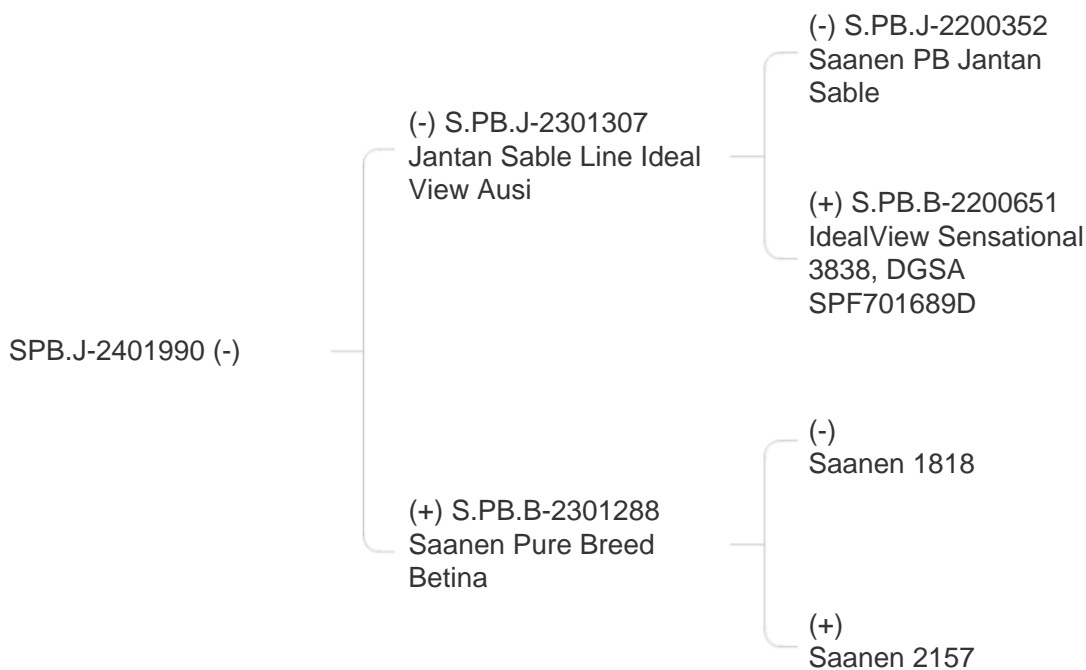 SPB.J-2401990 (-)
(-) S.PB.J-2301307
Jantan Sable Line Ideal
View Ausi
(-) S.PB.J-2200352
Saanen PB Jantan
Sable
(+) S.PB.B-2200651
IdealView Sensational
3838, DGSA
SPF701689D
(+) S.PB.B-2301288
Saanen Pure Breed
Betina
(-)
Saanen 1818
(+)
Saanen 2157